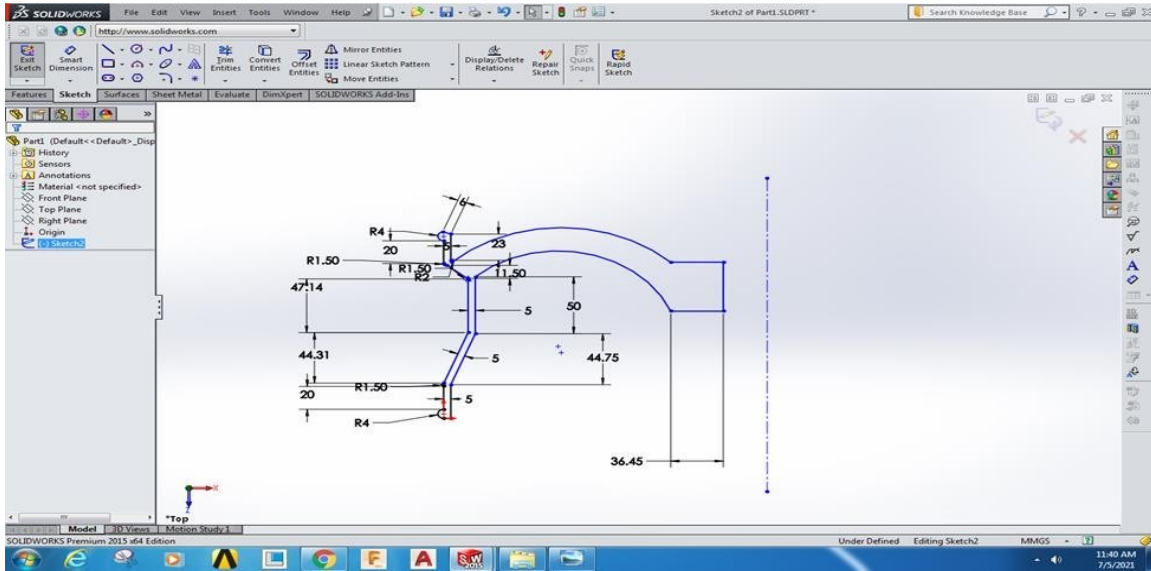 SOLIDWORKS File Edit View Insert Tools Window Help Sketch2 of Part1.SLDPRT * Search Knowledge Base
http://www.solidworks.com
Exit Sketch Smart Dimension Trim Entities Convert Entities Offset Entities Mirror Entities Linear Sketch Pattern Move Entities Display/Delete Relations Repair Sketch Quick Snaps Rapid Sketch
Features Sketch Surfaces Sheet Metal Evaluate DimXpert SOLIDWORKS Add-Ins
Part1 (Default<<Default>_Disp
History
Sensors
Annotations
Material <not specified>
Front Plane
Top Plane
Right Plane
Origin
(-) Sketch2
6
R4
20
5
23
R1.50
R1.50
R2
11.50
47.14
5
50
44.31
5
44.75
R1.50
20
5
R4
36.45
X
Z
*Top
Model 3D Views Motion Study 1
SOLIDWORKS Premium 2015 x64 Edition Under Defined Editing Sketch2 MMGS
11:40 AM
7/5/2021